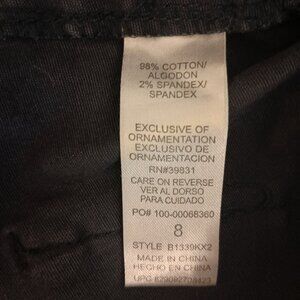 98% COTTON/
ALGODON
2% SPANDEX/
SPANDEX
EXCLUSIVE OF
ORNAMENTATION
EXCLUSIVO DE
ORNAMENTACION
RN#39831
CARE ON REVERSE
VER AL DORSO
PARA CUIDADO
PO# 100-00068360
8
STYLE B1339KX2
MADE IN CHINA
HECHO EN CHINA
UPC